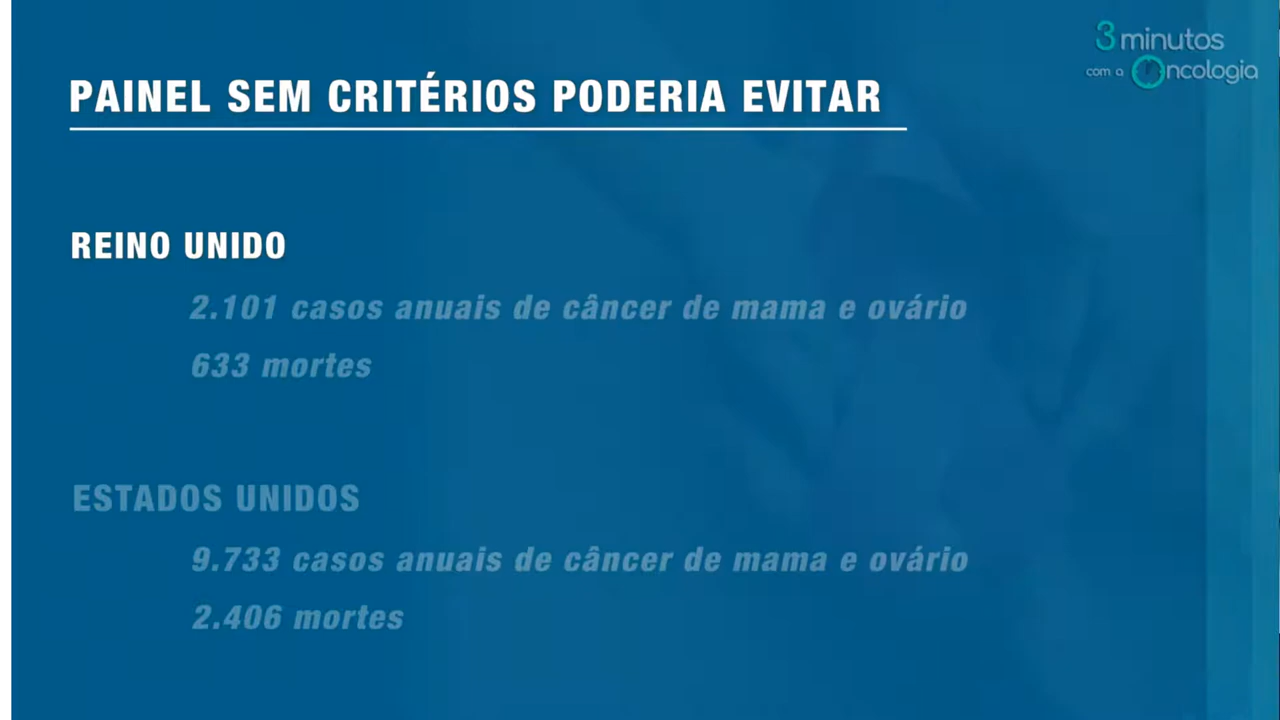 3 minutos
com a Oncologia
PAINEL SEM CRITÉRIOS PODERIA EVITAR
REINO UNIDO
2.101 casos anuais de câncer de mama e ovário
633 mortes
ESTADOS UNIDOS
9.733 casos anuais de câncer de mama e ovário
2.406 mortes